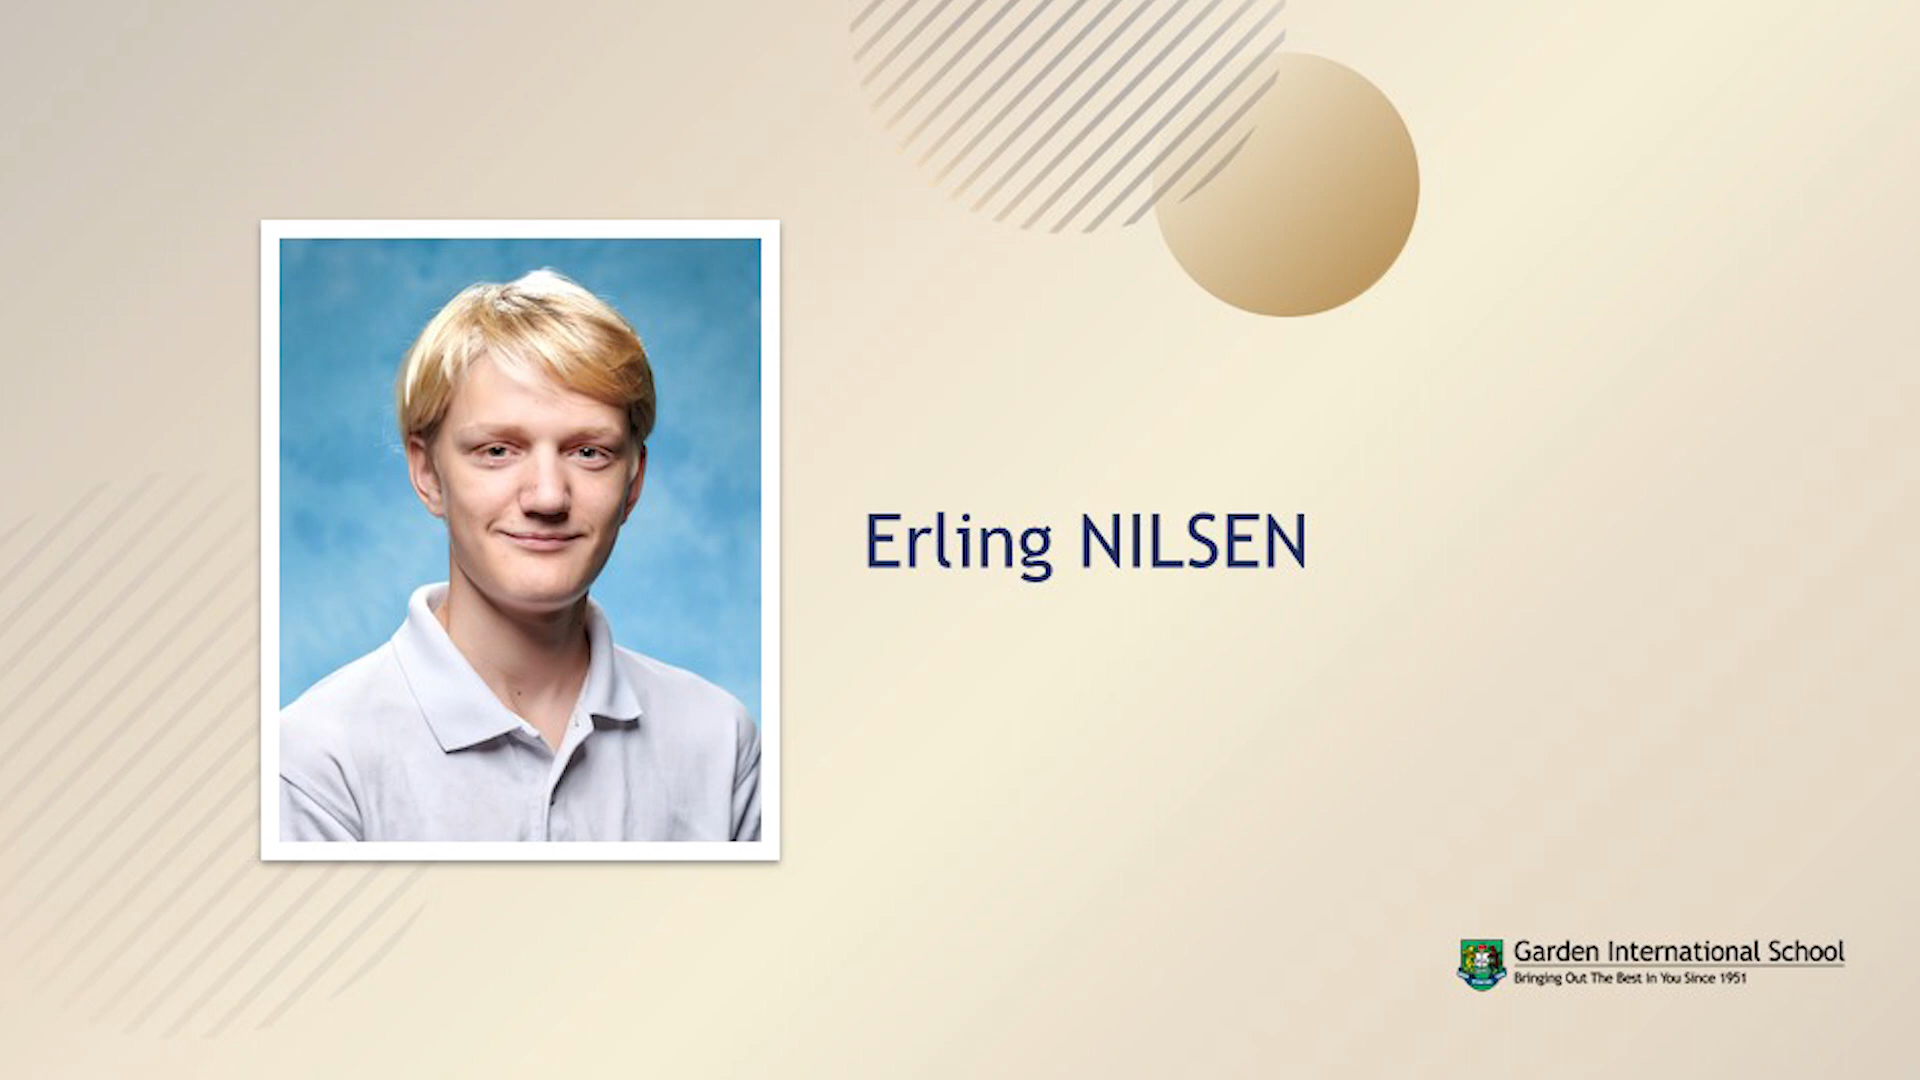 Erling NILSEN
Garden International School
Bringing Out The Best In You Since 1951